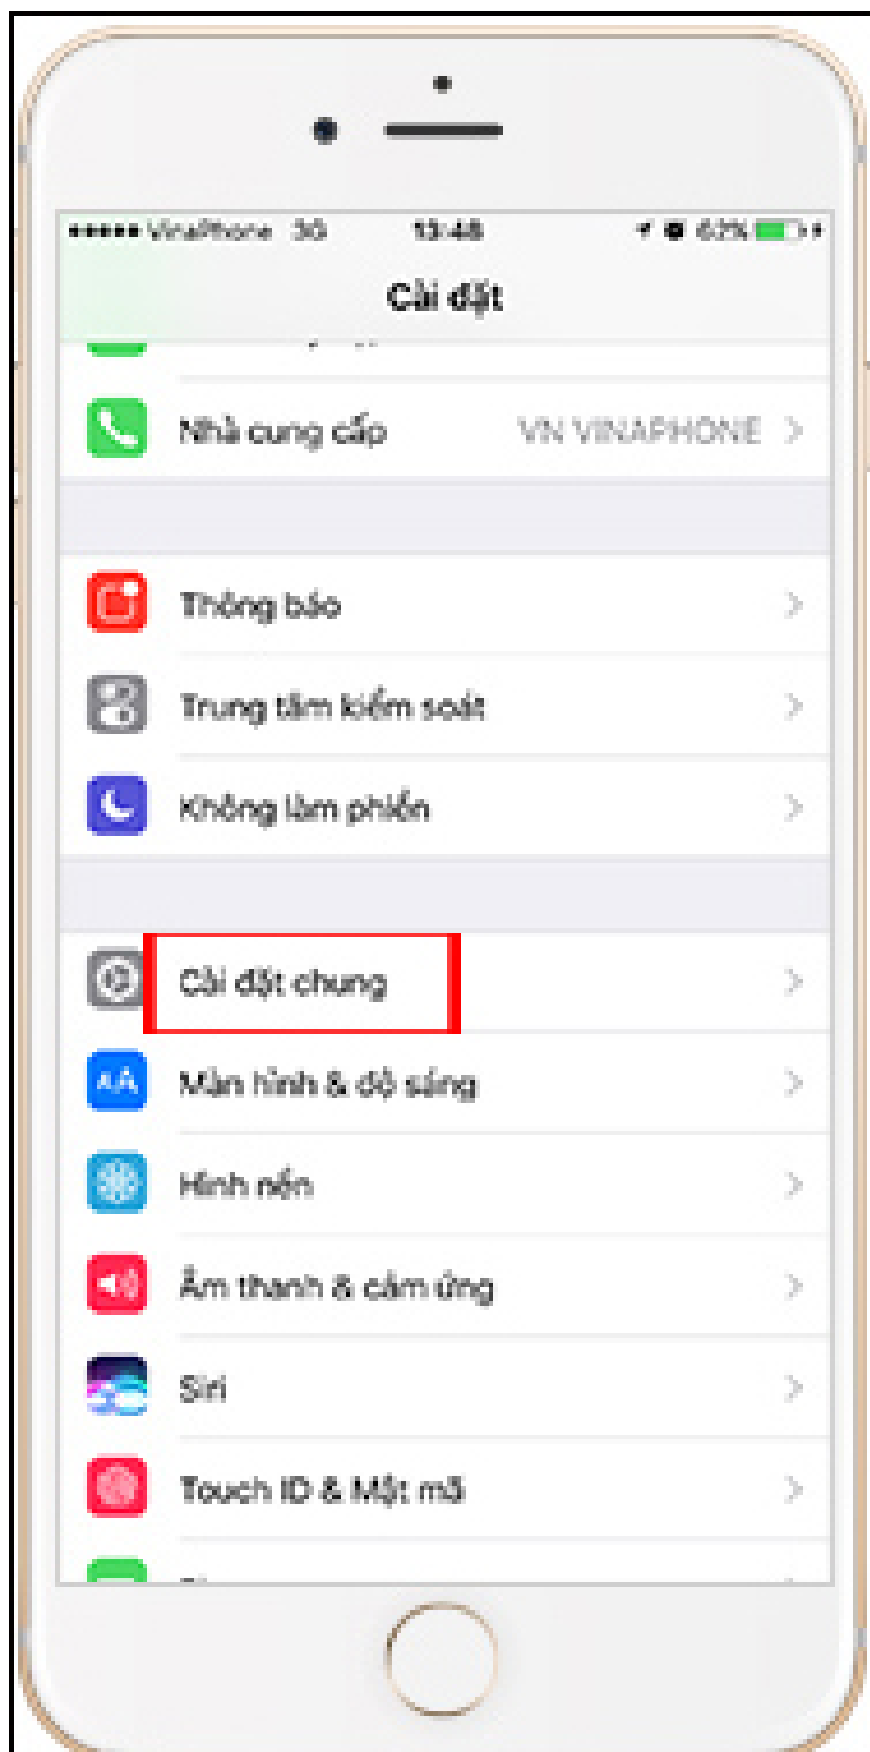 VinaPhone 3G 13:48 62%
Cài đặt
Nhà cung cấp VN VINAPHONE
Thông báo
Trung tâm kiểm soát
Không làm phiền
Cài đặt chung
AA Màn hình & độ sáng
Hình nền
Âm thanh & cảm ứng
Siri
Touch ID & Mật mã